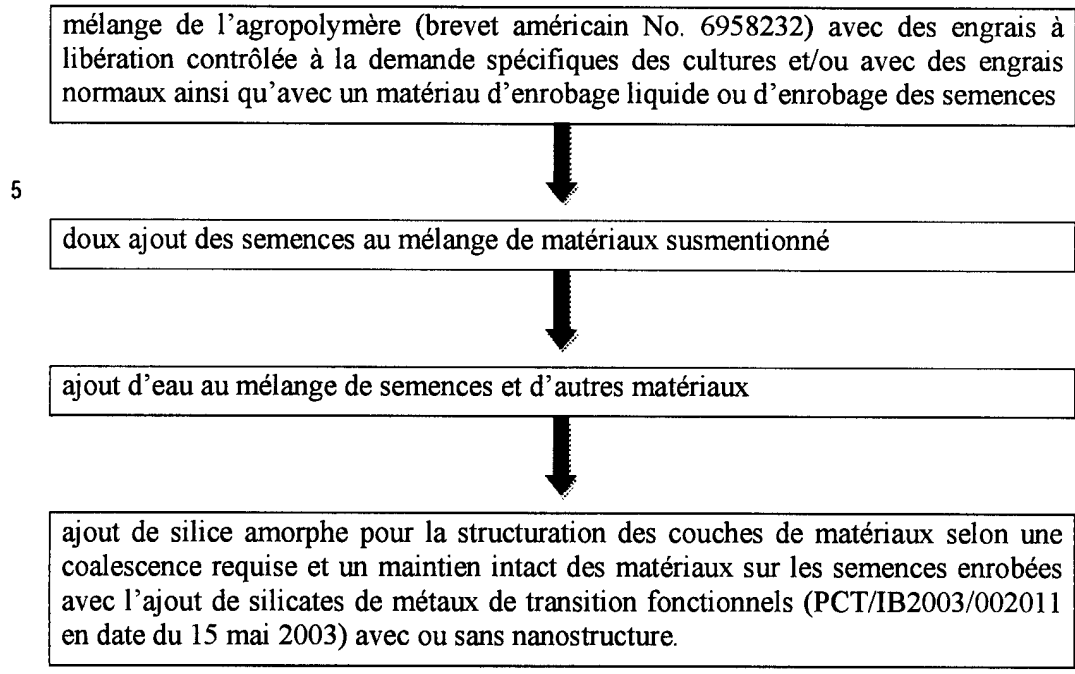 mélange de l'agropolymère (brevet américain No. 6958232) avec des engrais à
libération contrôlée à la demande spécifiques des cultures et/ou avec des engrais
normaux ainsi qu'avec un matériau d'enrobage liquide ou d'enrobage des semences
5
doux ajout des semences au mélange de matériaux susmentionné
ajout d'eau au mélange de semences et d'autres matériaux
ajout de silice amorphe pour la structuration des couches de matériaux selon une
coalescence requise et un maintien intact des matériaux sur les semences enrobées
avec l'ajout de silicates de métaux de transition fonctionnels (PCT/IB2003/002011
en date du 15 mai 2003) avec ou sans nanostructure.